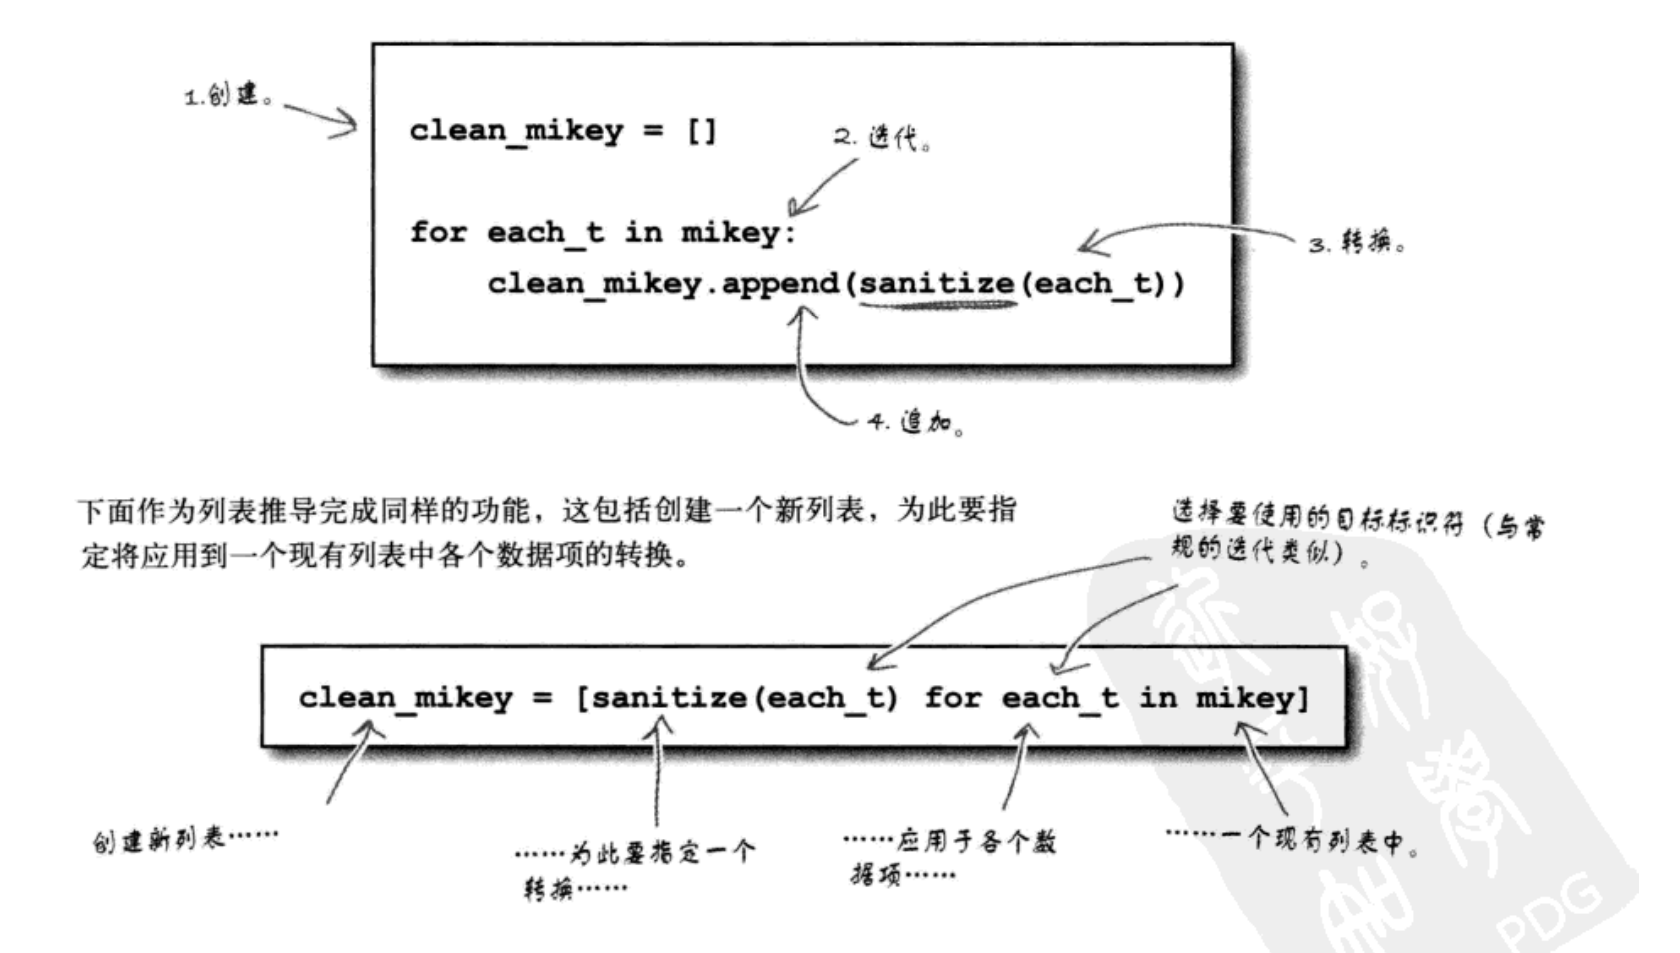 1.创建。
clean_mikey = []
2. 迭代。
for each_t in mikey:
3. 转换。
clean_mikey.append(sanitize(each_t))
4. 追加。
下面作为列表推导完成同样的功能，这包括创建一个新列表，为此要指
定将应用到一个现有列表中各个数据项的转换。
选择要使用的目标标识符（与常
规的迭代类似）。
clean_mikey = [sanitize(each_t) for each_t in mikey]
创建新列表……
……为此要指定一个
转换……
……应用于各个数
据项……
……一个现有列表中。
PDG